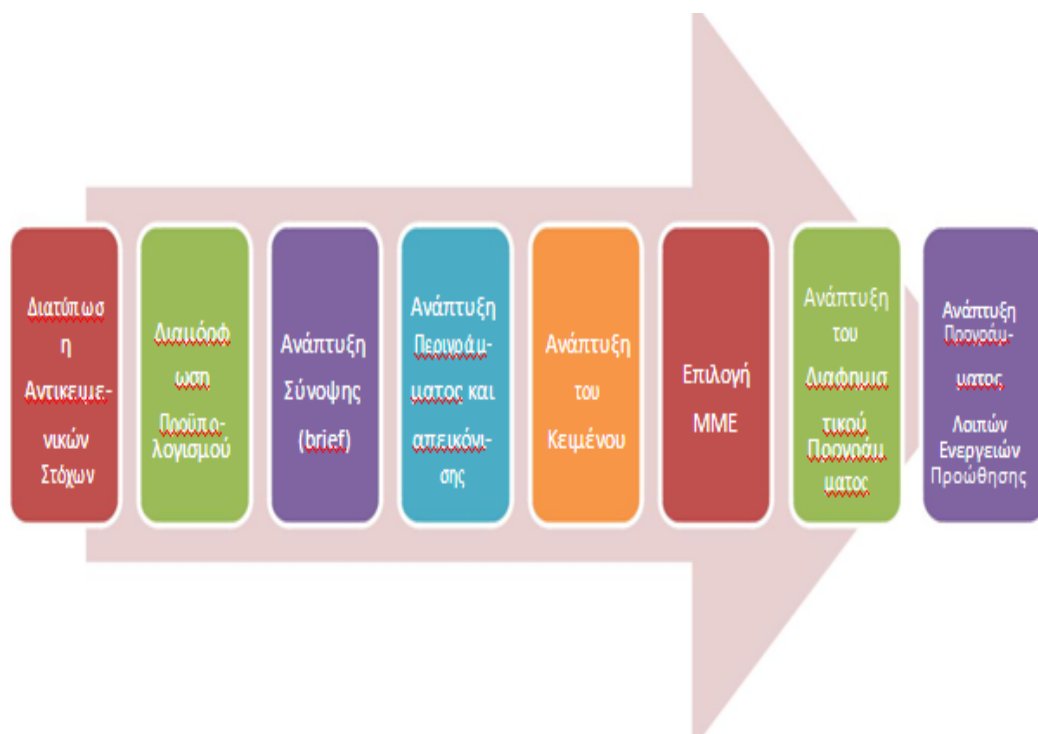 Διατύπωσ
η
Αντικειμε-
νικών
Στόχων
Διαμόρφ
ωση
Προϋπο-
λογισμού
Ανάπτυξη
Σύνοψης
(brief)
Ανάπτυξη
Περιγράμ-
ματος και
απεικόνι-
σης
Ανάπτυξη
του
Κειμένου
Επιλογή
ΜΜΕ
Ανάπτυξη
του
Διαφημισ
τικού
Προγράμ
ματος
Ανάπτυξη
Προγράμ-
ματος
Λοιπών
Ενεργειών
Προώθησης